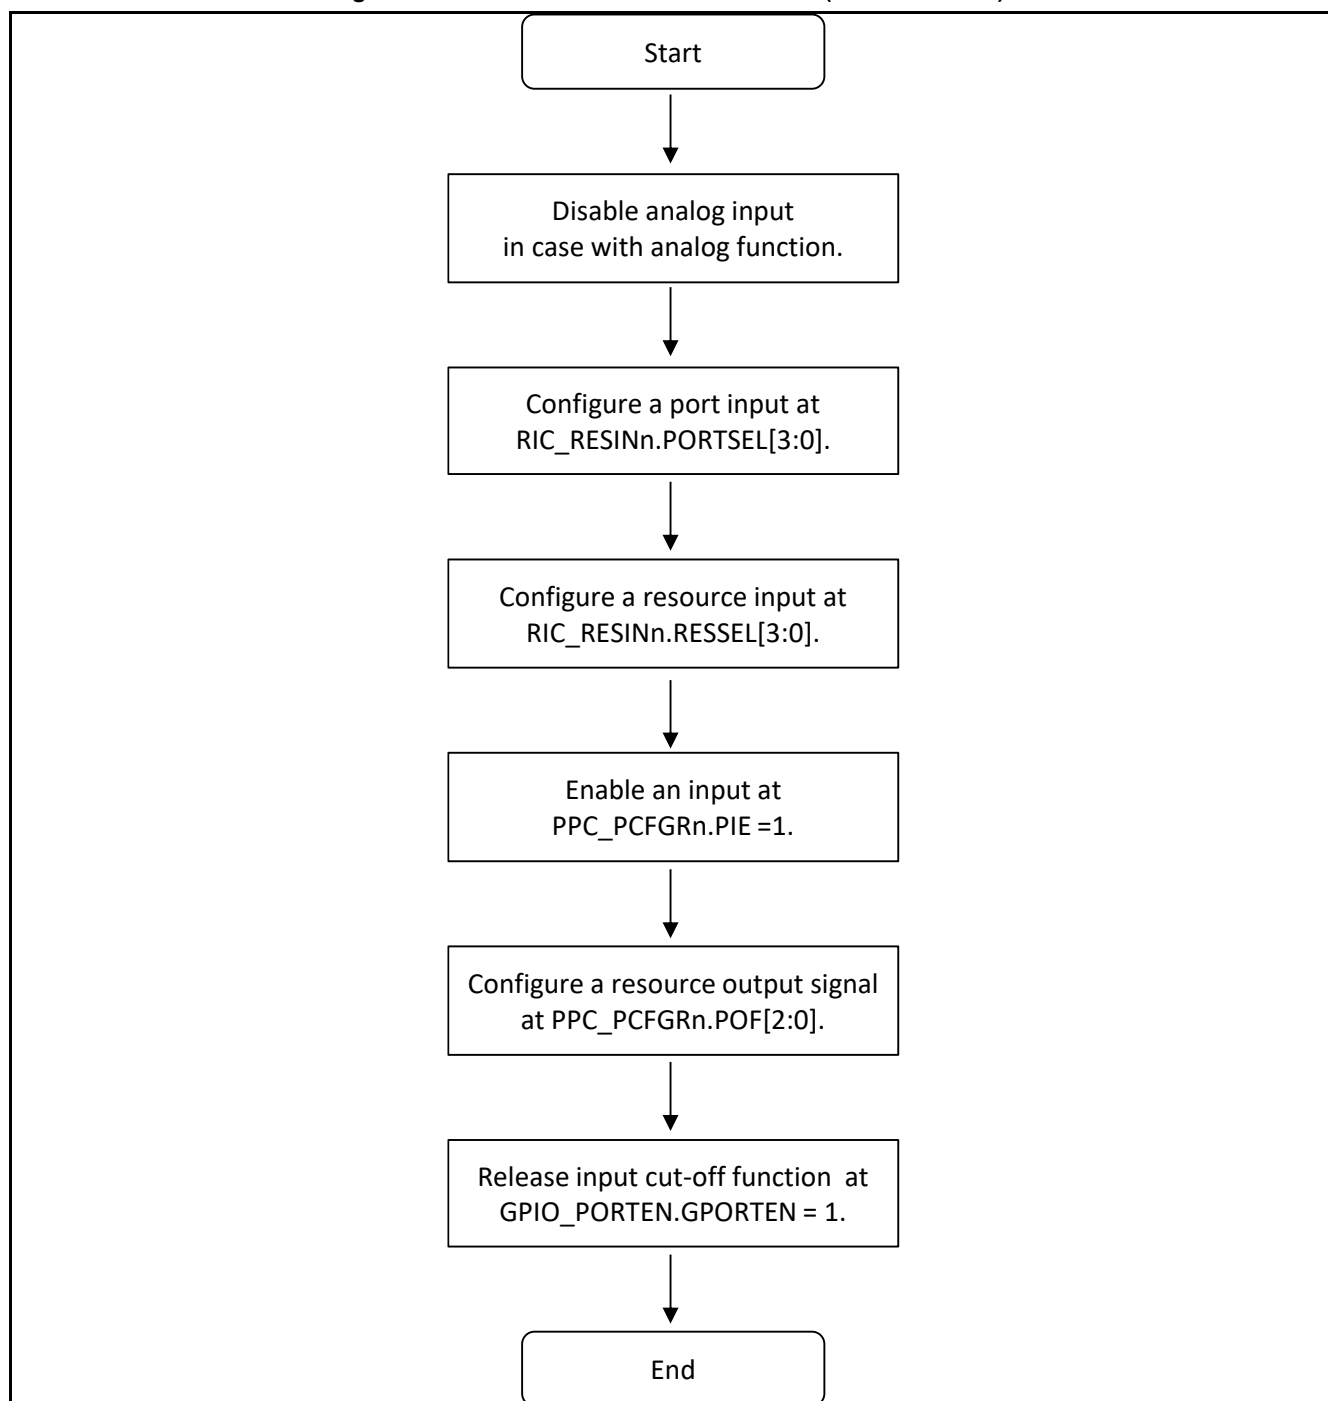 Start
Disable analog input
in case with analog function.
Configure a port input at
RIC_RESINn.PORTSEL[3:0].
Configure a resource input at
RIC_RESINn.RESSEL[3:0].
Enable an input at
PPC_PCFGRn.PIE =1.
Configure a resource output signal
at PPC_PCFGRn.POF[2:0].
Release input cut-off function  at
GPIO_PORTEN.GPORTEN = 1.
End